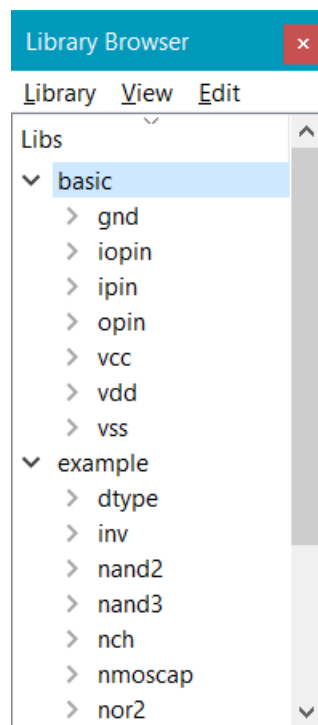 Library Browser
Library View Edit
Libs
basic
gnd
iopin
ipin
opin
vcc
vdd
vss
example
dtype
inv
nand2
nand3
nch
nmoscap
nor2